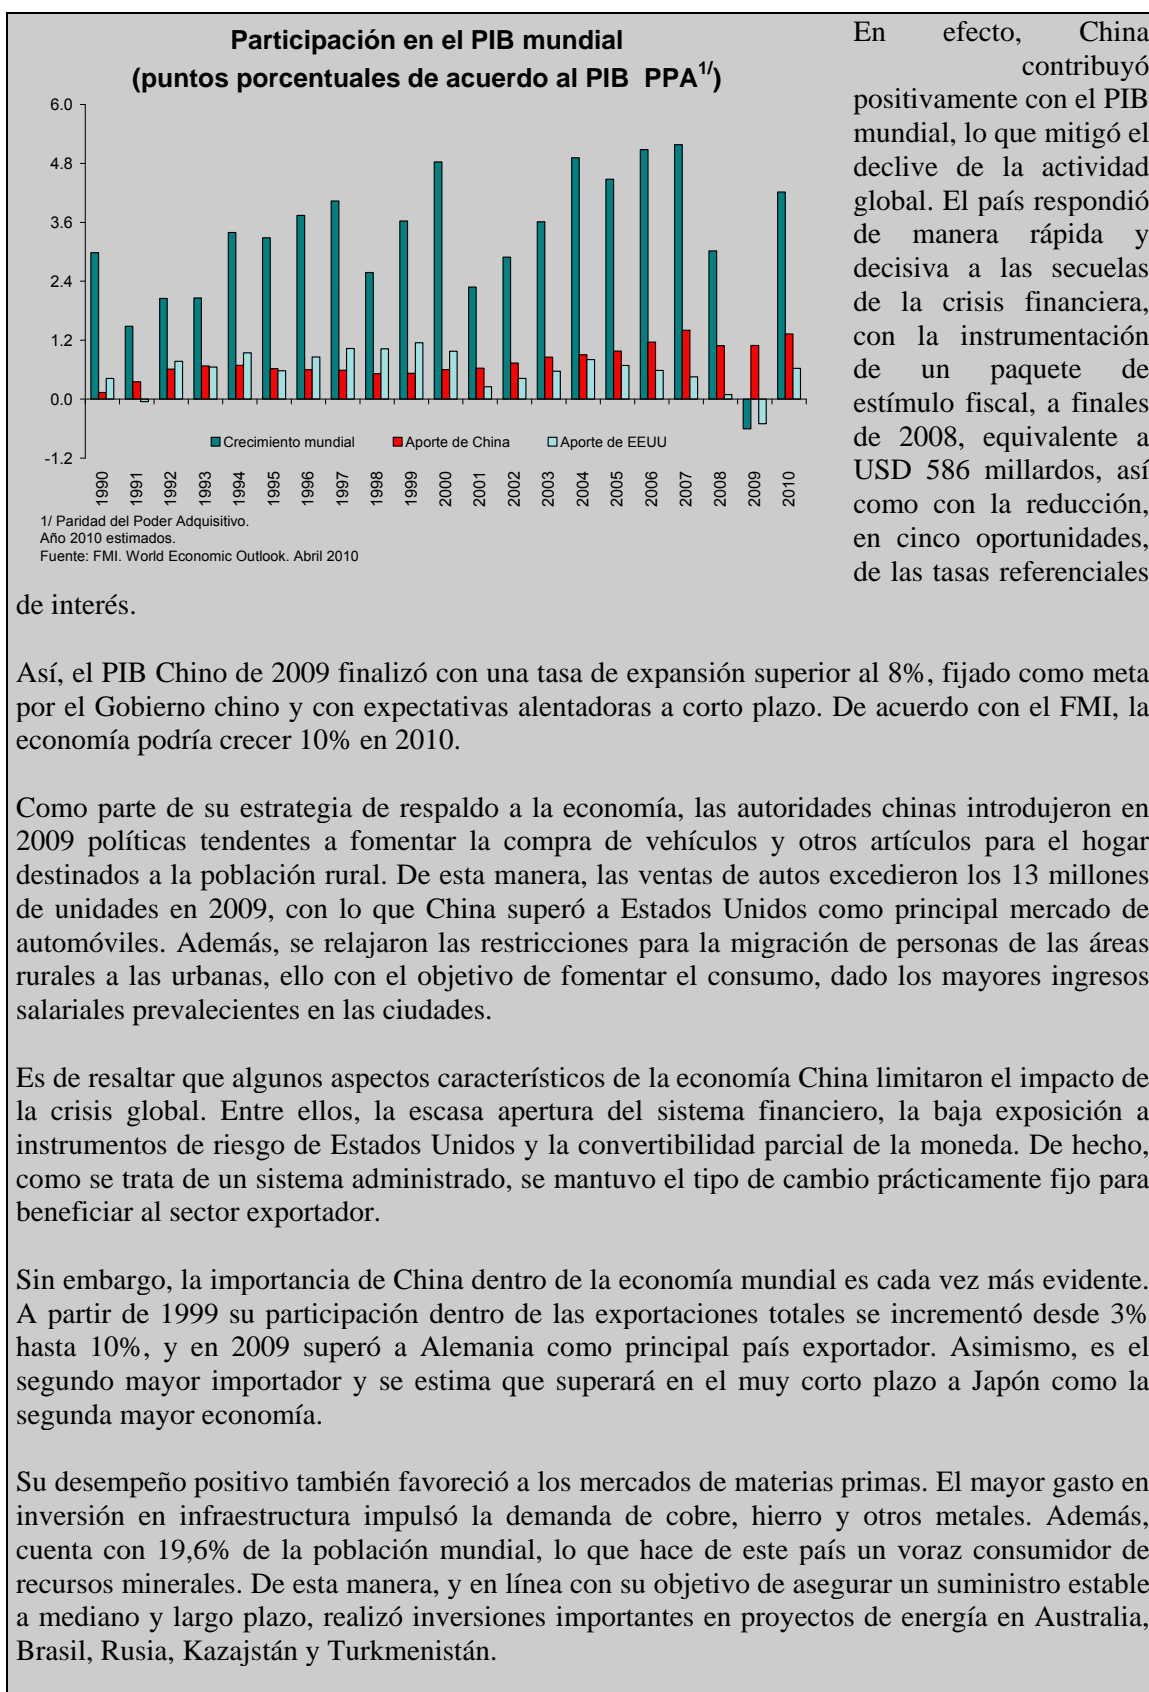 Participación en el PIB mundial
(puntos porcentuales de acuerdo al PIB PPA1/)
6.0
4.8
3.6
2.4
1.2
0.0
-1.2
Crecimiento mundial Aporte de China Aporte de EEUU
1990 1991 1992 1993 1994 1995 1996 1997 1998 1999 2000 2001 2002 2003 2004 2005 2006 2007 2008 2009 2010
1/ Paridad del Poder Adquisitivo.
Año 2010 estimados.
Fuente: FMI. World Economic Outlook. Abril 2010
En efecto, China
contribuyó
positivamente con el PIB
mundial, lo que mitigó el
declive de la actividad
global. El país respondió
de manera rápida y
decisiva a las secuelas
de la crisis financiera,
con la instrumentación
de un paquete de
estímulo fiscal, a finales
de 2008, equivalente a
USD 586 millardos, así
como con la reducción,
en cinco oportunidades,
de las tasas referenciales
de interés.
Así, el PIB Chino de 2009 finalizó con una tasa de expansión superior al 8%, fijado como meta
por el Gobierno chino y con expectativas alentadoras a corto plazo. De acuerdo con el FMI, la
economía podría crecer 10% en 2010.
Como parte de su estrategia de respaldo a la economía, las autoridades chinas introdujeron en
2009 políticas tendentes a fomentar la compra de vehículos y otros artículos para el hogar
destinados a la población rural. De esta manera, las ventas de autos excedieron los 13 millones
de unidades en 2009, con lo que China superó a Estados Unidos como principal mercado de
automóviles. Además, se relajaron las restricciones para la migración de personas de las áreas
rurales a las urbanas, ello con el objetivo de fomentar el consumo, dado los mayores ingresos
salariales prevalecientes en las ciudades.
Es de resaltar que algunos aspectos característicos de la economía China limitaron el impacto de
la crisis global. Entre ellos, la escasa apertura del sistema financiero, la baja exposición a
instrumentos de riesgo de Estados Unidos y la convertibilidad parcial de la moneda. De hecho,
como se trata de un sistema administrado, se mantuvo el tipo de cambio prácticamente fijo para
beneficiar al sector exportador.
Sin embargo, la importancia de China dentro de la economía mundial es cada vez más evidente.
A partir de 1999 su participación dentro de las exportaciones totales se incrementó desde 3%
hasta 10%, y en 2009 superó a Alemania como principal país exportador. Asimismo, es el
segundo mayor importador y se estima que superará en el muy corto plazo a Japón como la
segunda mayor economía.
Su desempeño positivo también favoreció a los mercados de materias primas. El mayor gasto en
inversión en infraestructura impulsó la demanda de cobre, hierro y otros metales. Además,
cuenta con 19,6% de la población mundial, lo que hace de este país un voraz consumidor de
recursos minerales. De esta manera, y en línea con su objetivo de asegurar un suministro estable
a mediano y largo plazo, realizó inversiones importantes en proyectos de energía en Australia,
Brasil, Rusia, Kazajstán y Turkmenistán.